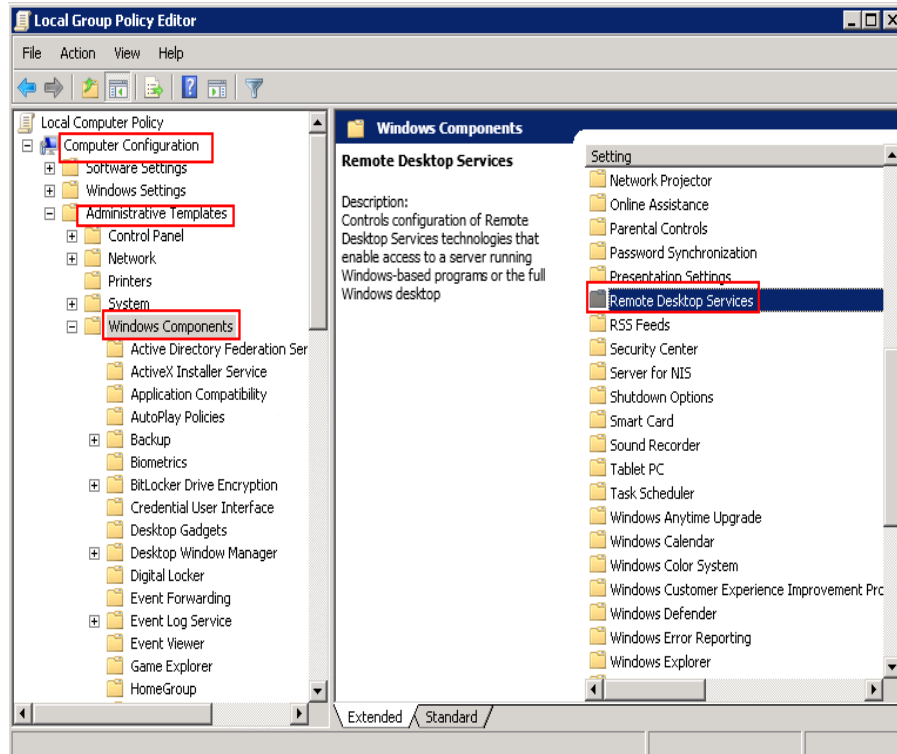 Local Group Policy Editor
File Action View Help
Local Computer Policy
Computer Configuration
Software Settings
Windows Settings
Administrative Templates
Control Panel
Network
Printers
System
Windows Components
Active Directory Federation Ser
ActiveX Installer Service
Application Compatibility
AutoPlay Policies
Backup
Biometrics
BitLocker Drive Encryption
Credential User Interface
Desktop Gadgets
Desktop Window Manager
Digital Locker
Event Forwarding
Event Log Service
Event Viewer
Game Explorer
HomeGroup
Windows Components
Remote Desktop Services
Description:
Controls configuration of Remote
Desktop Services technologies that
enable access to a server running
Windows-based programs or the full
Windows desktop
Setting
Network Projector
Online Assistance
Parental Controls
Password Synchronization
Presentation Settings
Remote Desktop Services
RSS Feeds
Security Center
Server for NIS
Shutdown Options
Smart Card
Sound Recorder
Tablet PC
Task Scheduler
Windows Anytime Upgrade
Windows Calendar
Windows Color System
Windows Customer Experience Improvement Pro
Windows Defender
Windows Error Reporting
Windows Explorer
Extended Standard